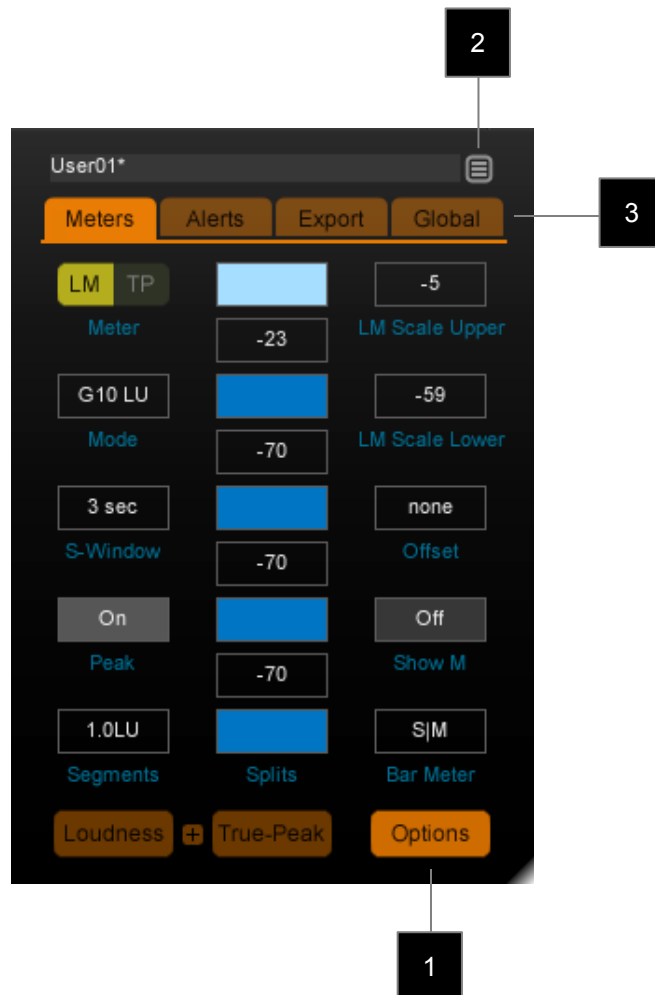 2
User01*
3
Meters Alerts Export Global
LM TP -5
Meter -23 LM Scale Upper
G10 LU -59
Mode -70 LM Scale Lower
3 sec none
S-Window -70 Offset
On Off
Peak -70 Show M
1.0LU S|M
Segments Splits Bar Meter
Loudness + True-Peak Options
1